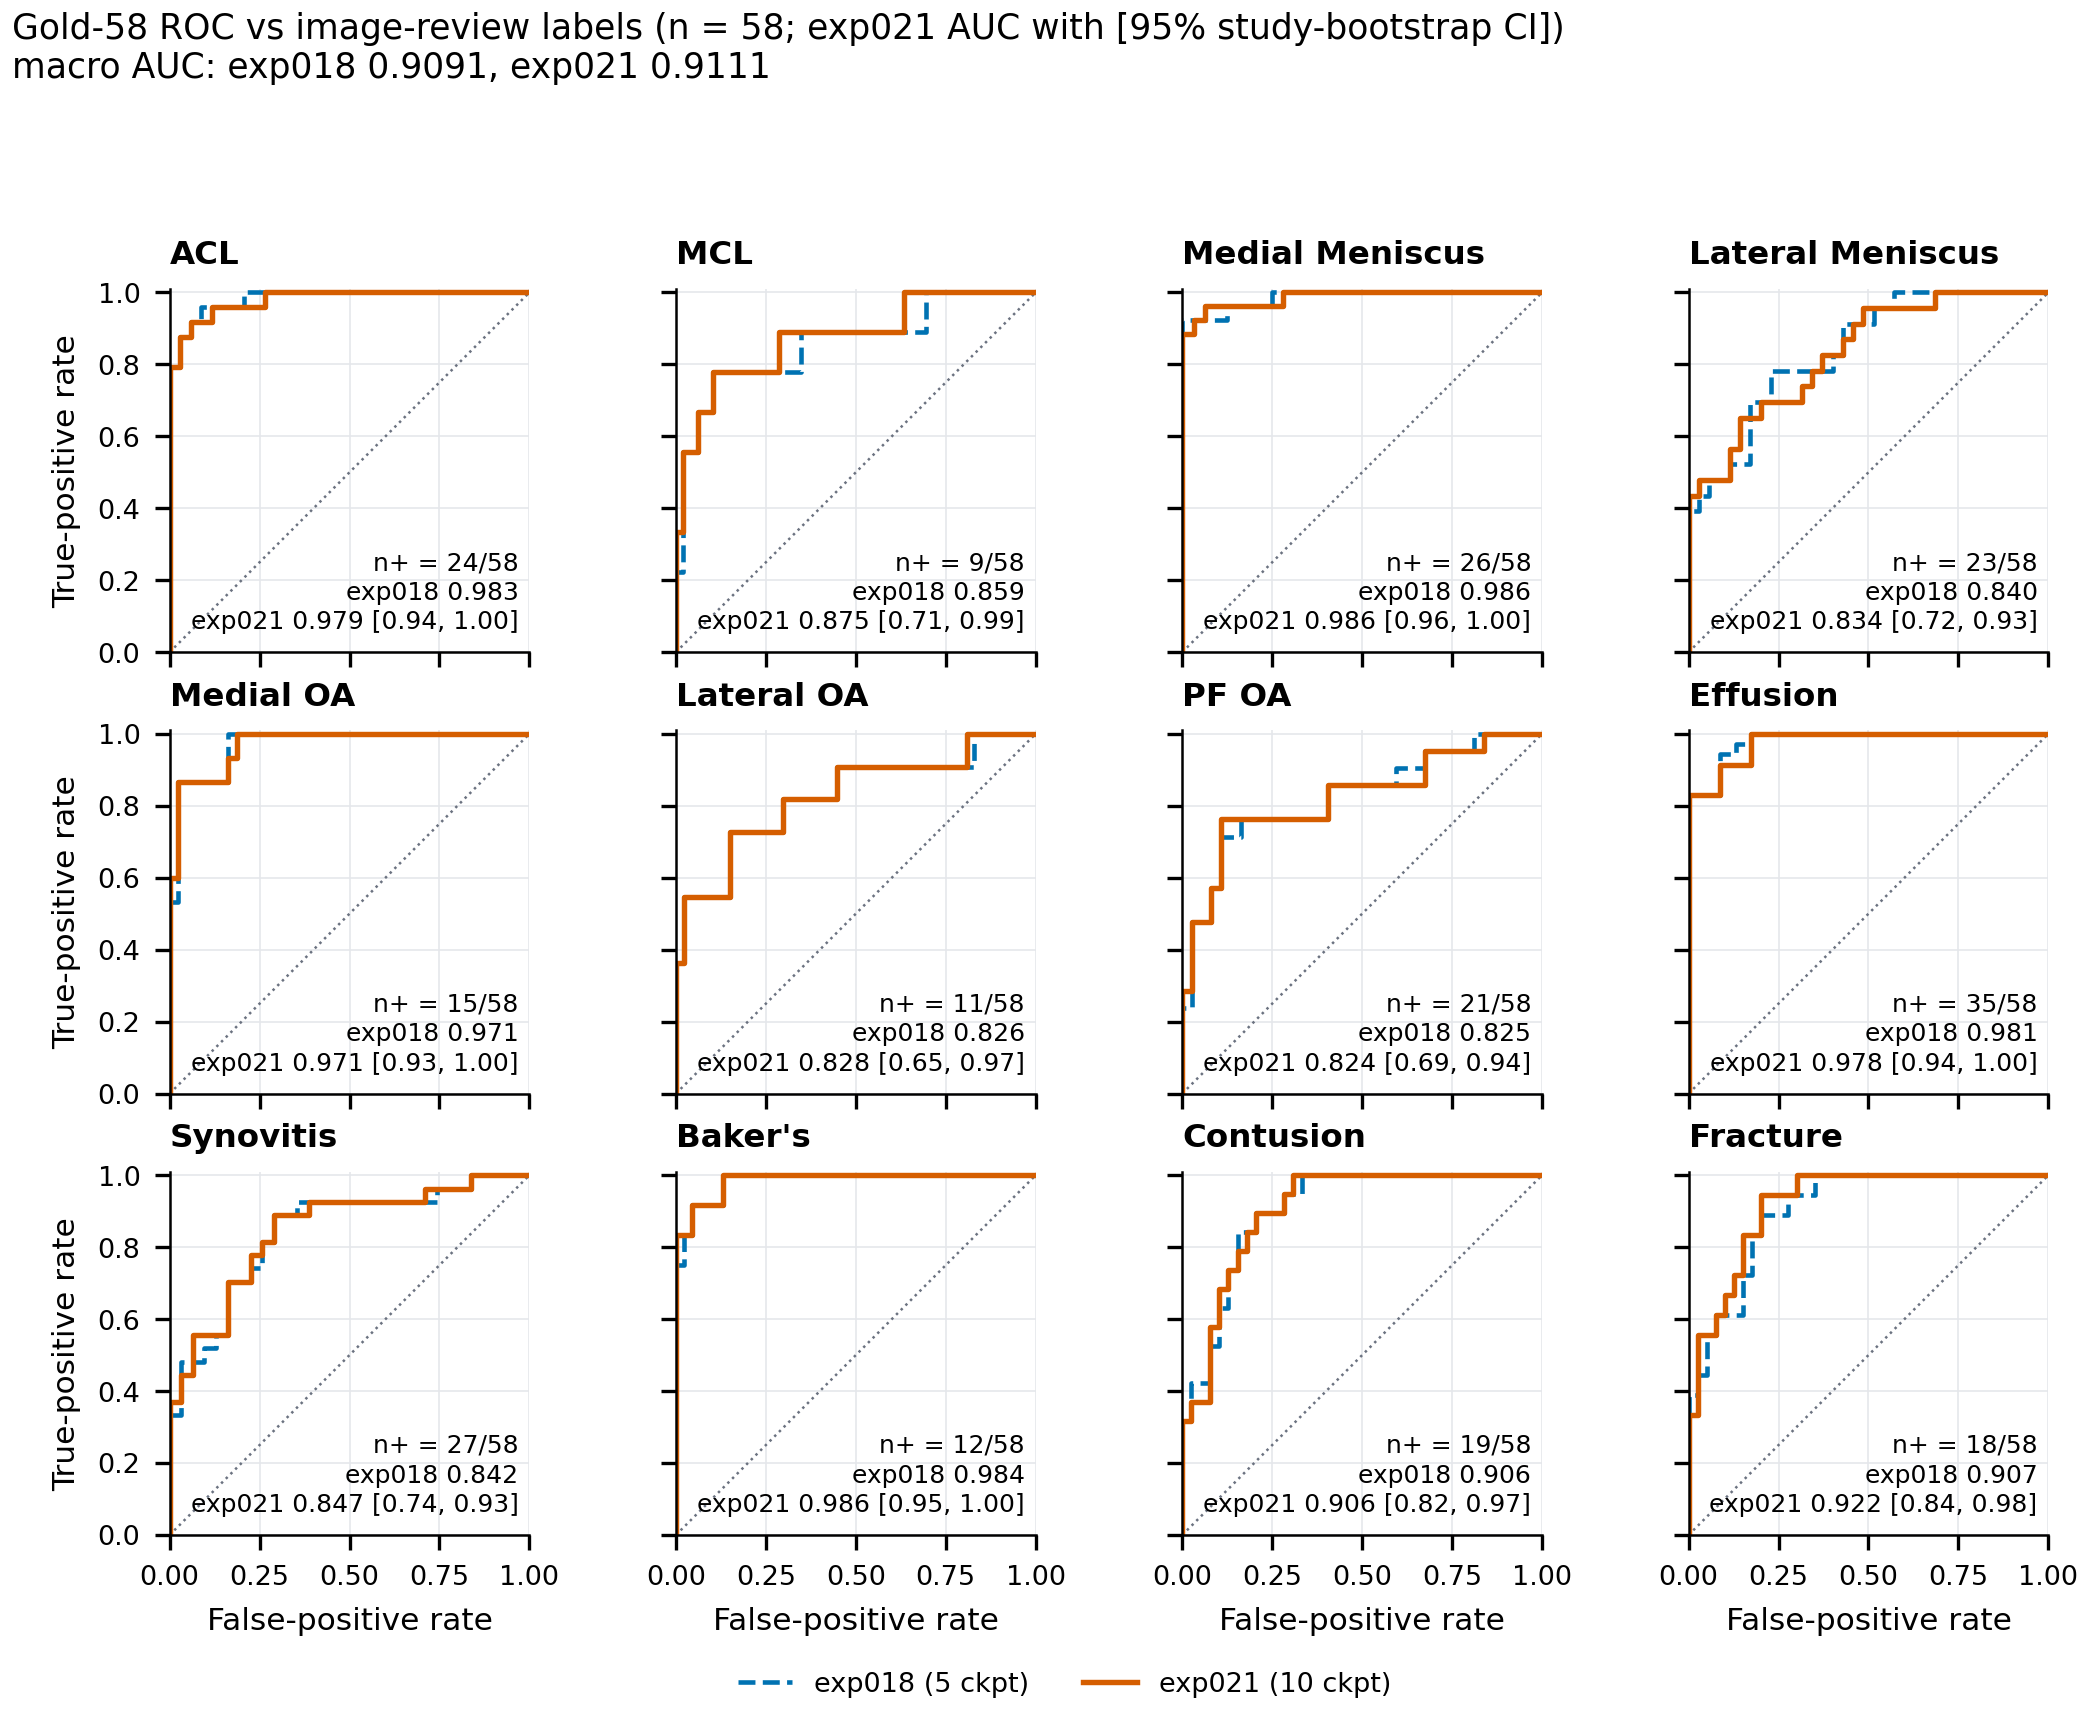 Gold-58 ROC vs image-review labels (n = 58; exp021 AUC with [95% study-bootstrap CI])
macro AUC: exp018 0.9091, exp021 0.9111
ACL
MCL
Medial Meniscus
Lateral Meniscus
True-positive rate
1.0
0.8
0.6
0.4
0.2
0.0
n+ = 24/58
exp018 0.983
exp021 0.979 [0.94, 1.00]
n+ = 9/58
exp018 0.859
exp021 0.875 [0.71, 0.99]
n+ = 26/58
exp018 0.986
exp021 0.986 [0.96, 1.00]
n+ = 23/58
exp018 0.840
exp021 0.834 [0.72, 0.93]
Medial OA
Lateral OA
PF OA
Effusion
True-positive rate
1.0
0.8
0.6
0.4
0.2
0.0
n+ = 15/58
exp018 0.971
exp021 0.971 [0.93, 1.00]
n+ = 11/58
exp018 0.826
exp021 0.828 [0.65, 0.97]
n+ = 21/58
exp018 0.825
exp021 0.824 [0.69, 0.94]
n+ = 35/58
exp018 0.981
exp021 0.978 [0.94, 1.00]
Synovitis
Baker's
Contusion
Fracture
True-positive rate
1.0
0.8
0.6
0.4
0.2
0.0
n+ = 27/58
exp018 0.842
exp021 0.847 [0.74, 0.93]
n+ = 12/58
exp018 0.984
exp021 0.986 [0.95, 1.00]
n+ = 19/58
exp018 0.906
exp021 0.906 [0.82, 0.97]
n+ = 18/58
exp018 0.907
exp021 0.922 [0.84, 0.98]
0.00 0.25 0.50 0.75 1.00
0.00 0.25 0.50 0.75 1.00
0.00 0.25 0.50 0.75 1.00
0.00 0.25 0.50 0.75 1.00
False-positive rate
False-positive rate
False-positive rate
False-positive rate
exp018 (5 ckpt)
exp021 (10 ckpt)